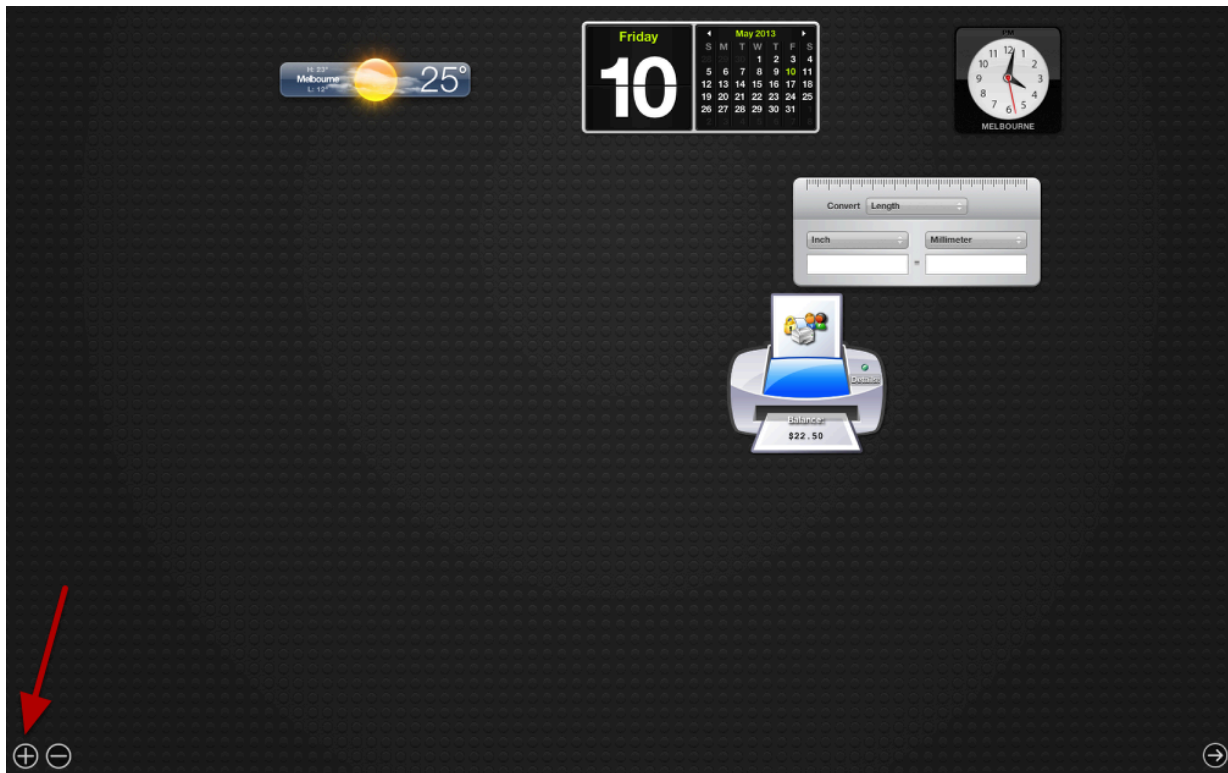 H: 23°
Melbourne
L: 12°
25°
Friday
10
May 2013
S M T W T F S
1 2 3 4
5 6 7 8 9 10 11
12 13 14 15 16 17 18
19 20 21 22 23 24 25
26 27 28 29 30 31
PM
12
1
2
3
4
5
6
7
8
9
10
11
MELBOURNE
Convert Length
Inch Millimeter
=
Details
Balance:
$22.50